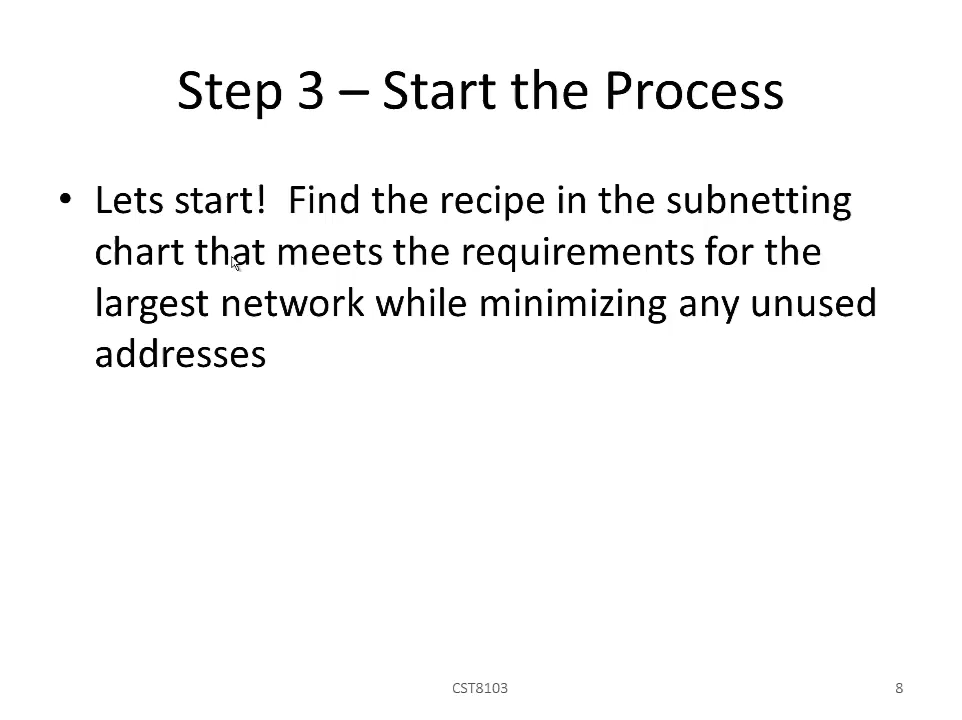 Step 3 – Start the Process
• Lets start!  Find the recipe in the subnetting
chart that meets the requirements for the
largest network while minimizing any unused
addresses
CST8103
8